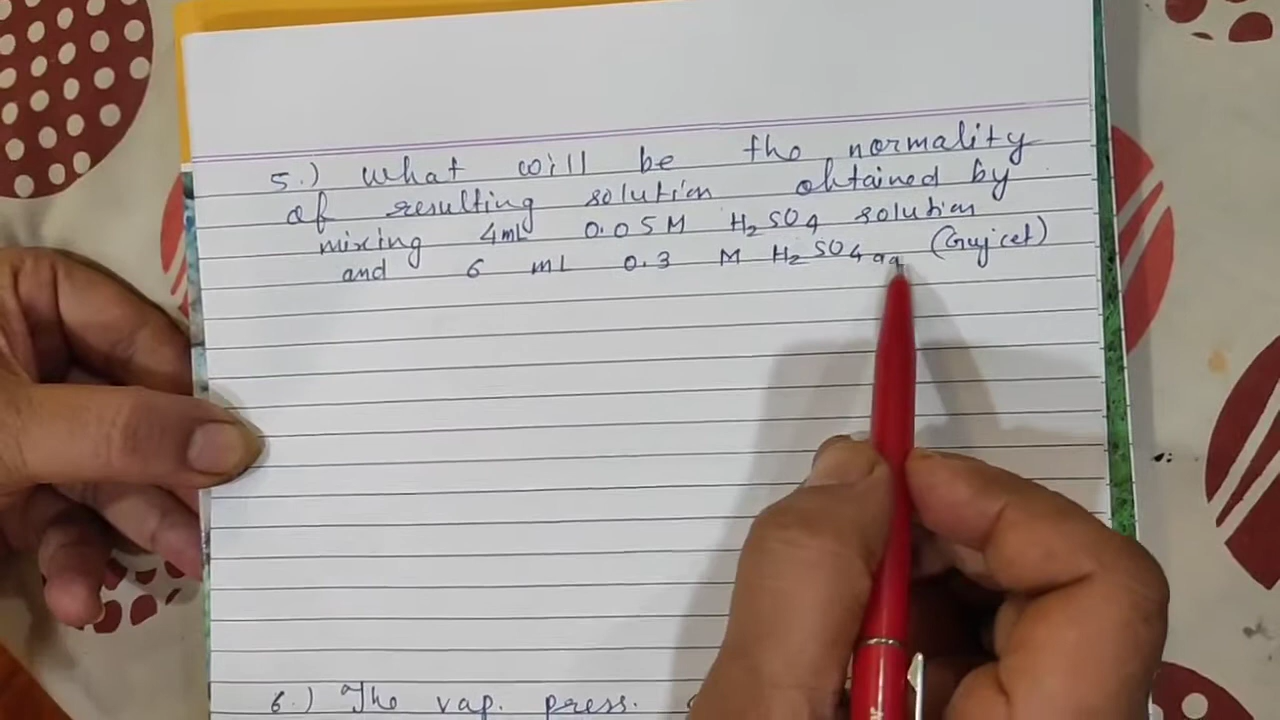 5.) What will be the normality
of resulting solution obtained by
mixing 4mL 0.05M H₂SO₄ solution
and 6 mL 0.3 M H₂SO₄ aq (Gujcet)
6.) The vap. press.